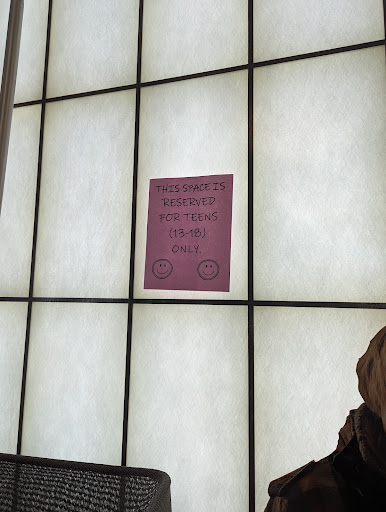 THIS SPACE IS
RESERVED
FOR TEENS
(13-18)
ONLY.